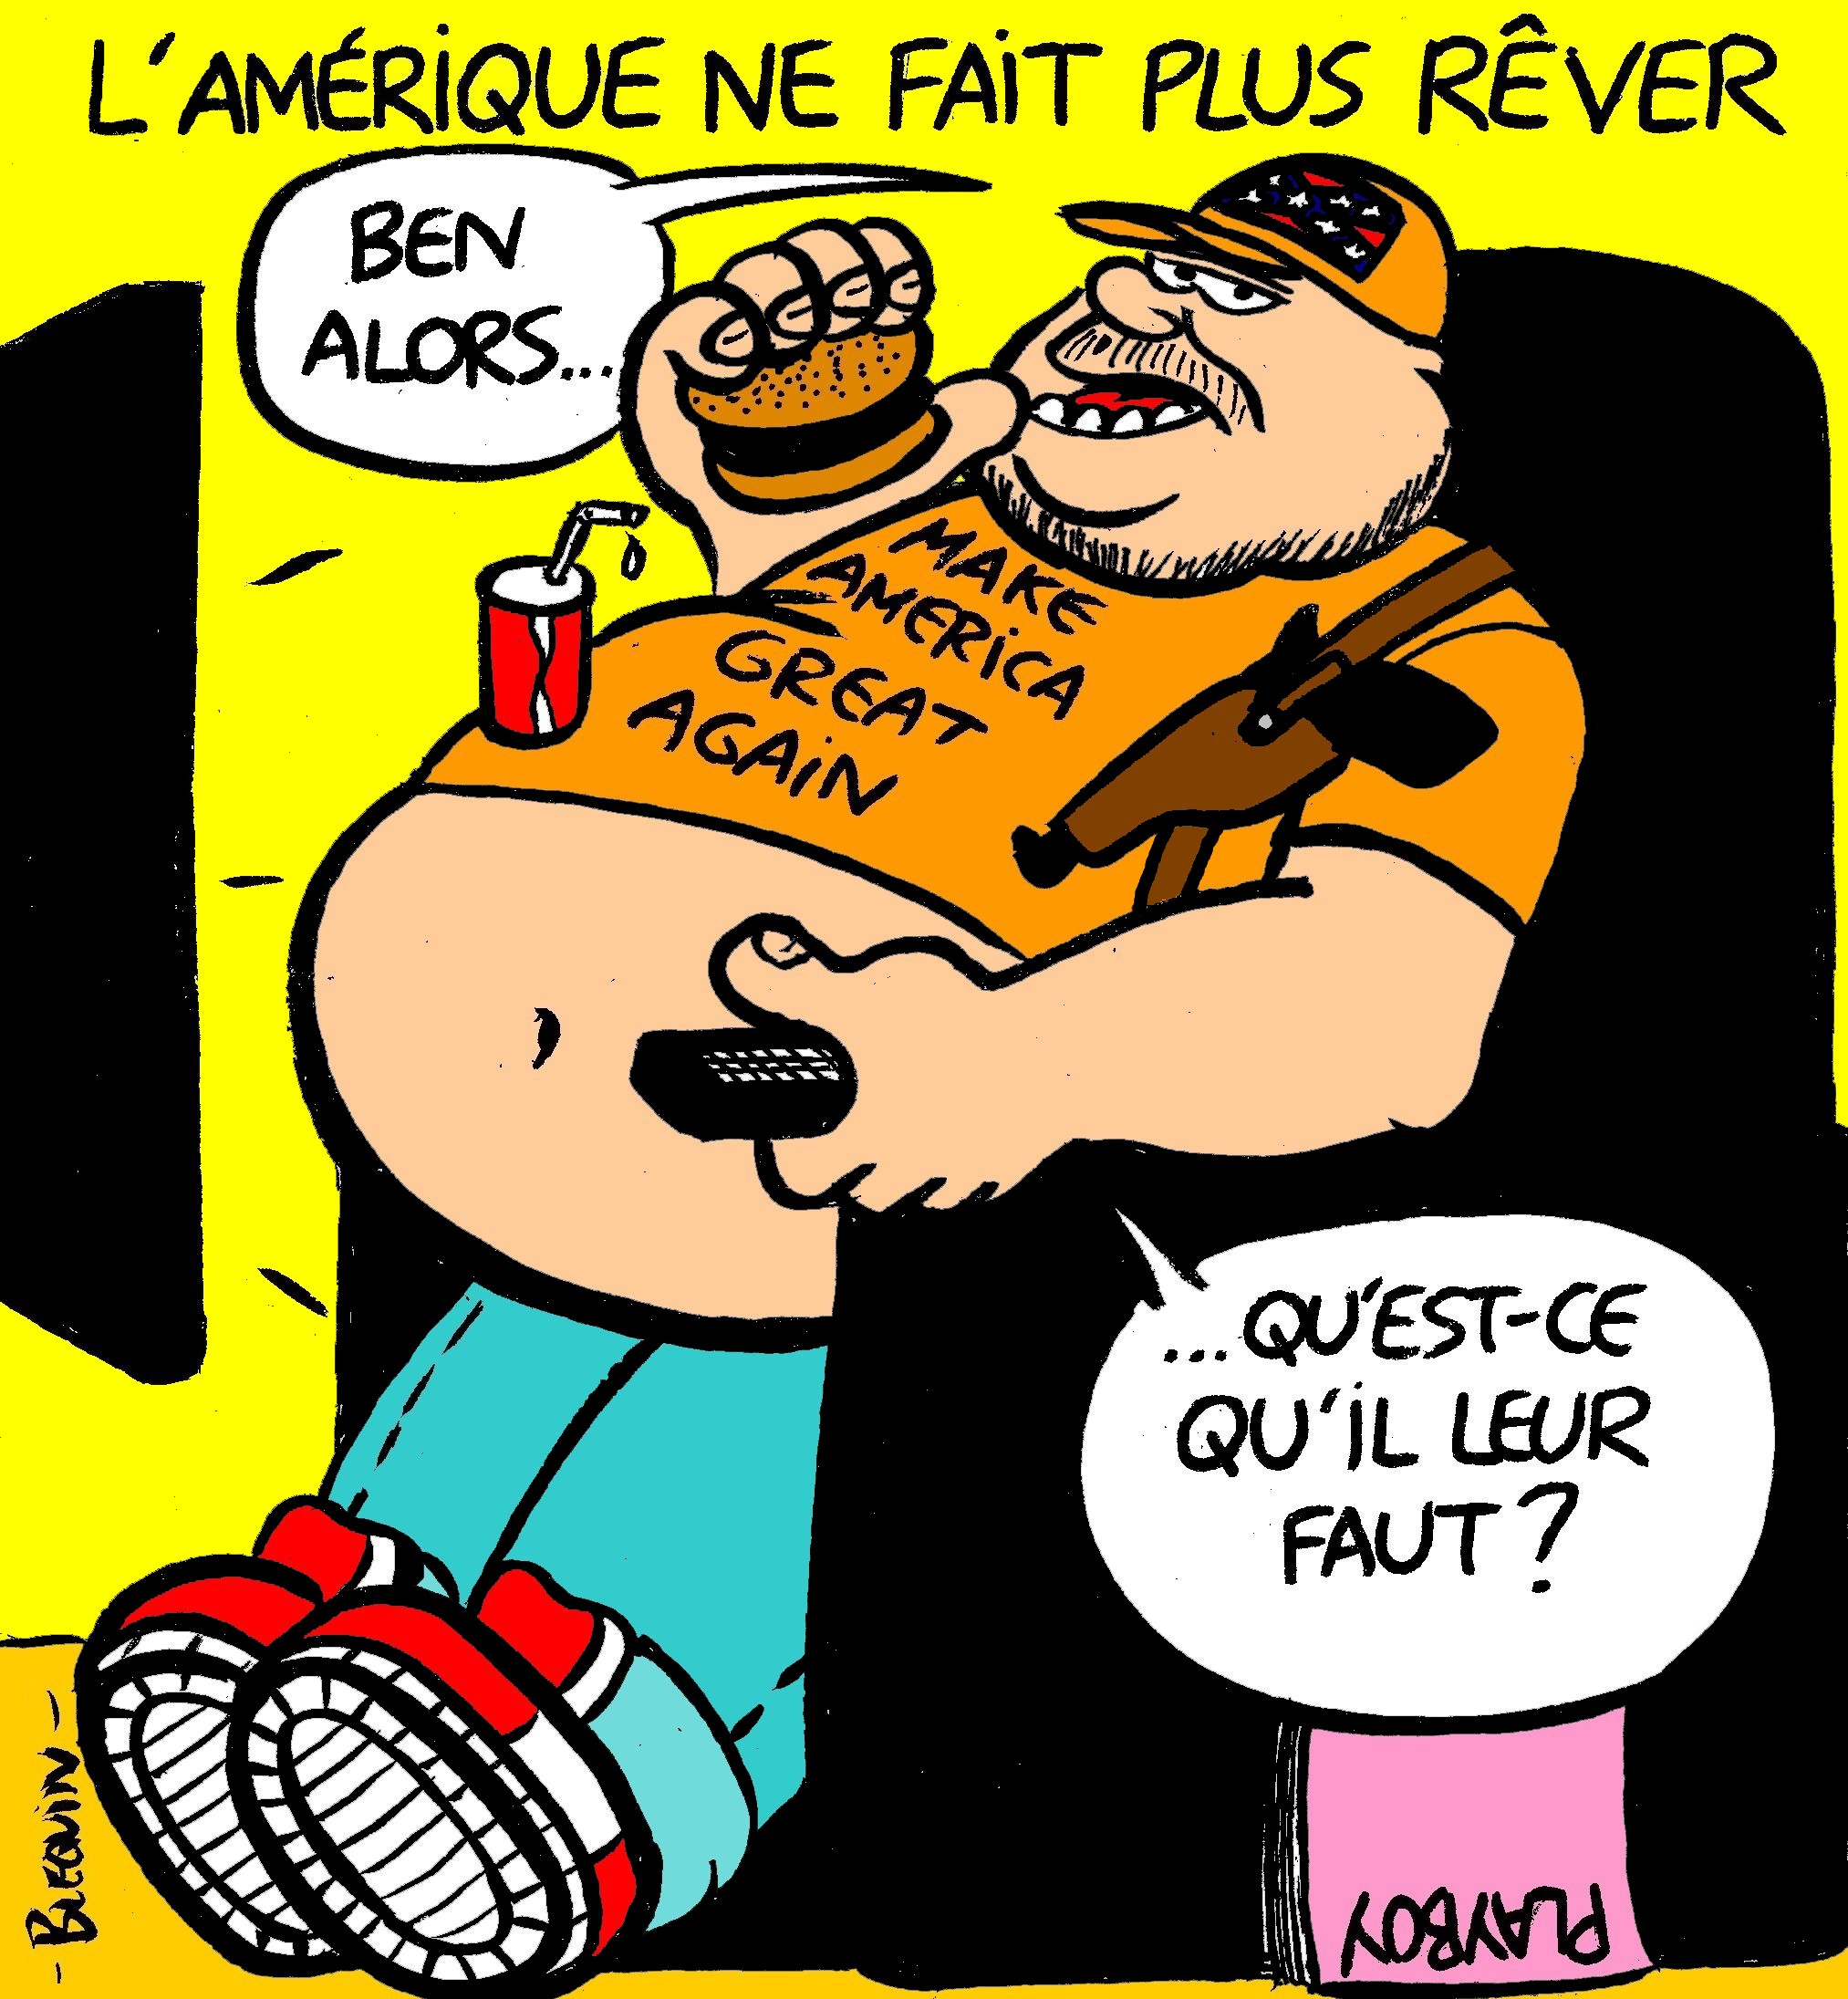 L'AMÉRIQUE NE FAIT PLUS RÊVER
BEN
ALORS...
MAKE
AMERICA
GREAT
AGAIN
...QU'EST-CE
QU'IL LEUR
FAUT ?
PLAYBOY
- BLEQUIN -